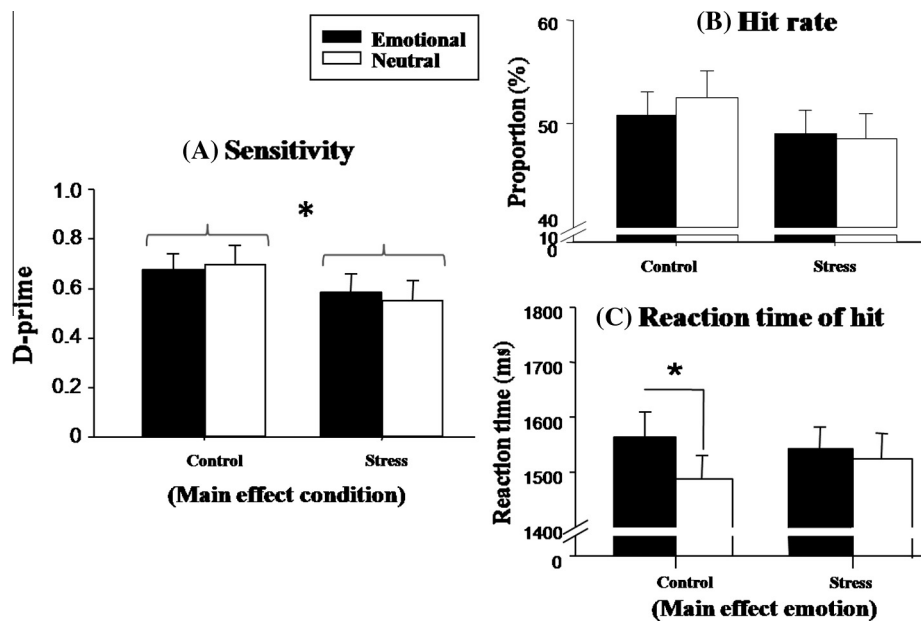 Emotional
Neutral
(A) Sensitivity
*
1.0
0.8
0.6
0.4
0.2
0
D-prime
Control
Stress
(Main effect condition)
(B) Hit rate
60
50
40
10
0
Proportion (%)
Control
Stress
(C) Reaction time of hit
*
1800
1700
1600
1500
1400
0
Reaction time (ms)
Control
Stress
(Main effect emotion)